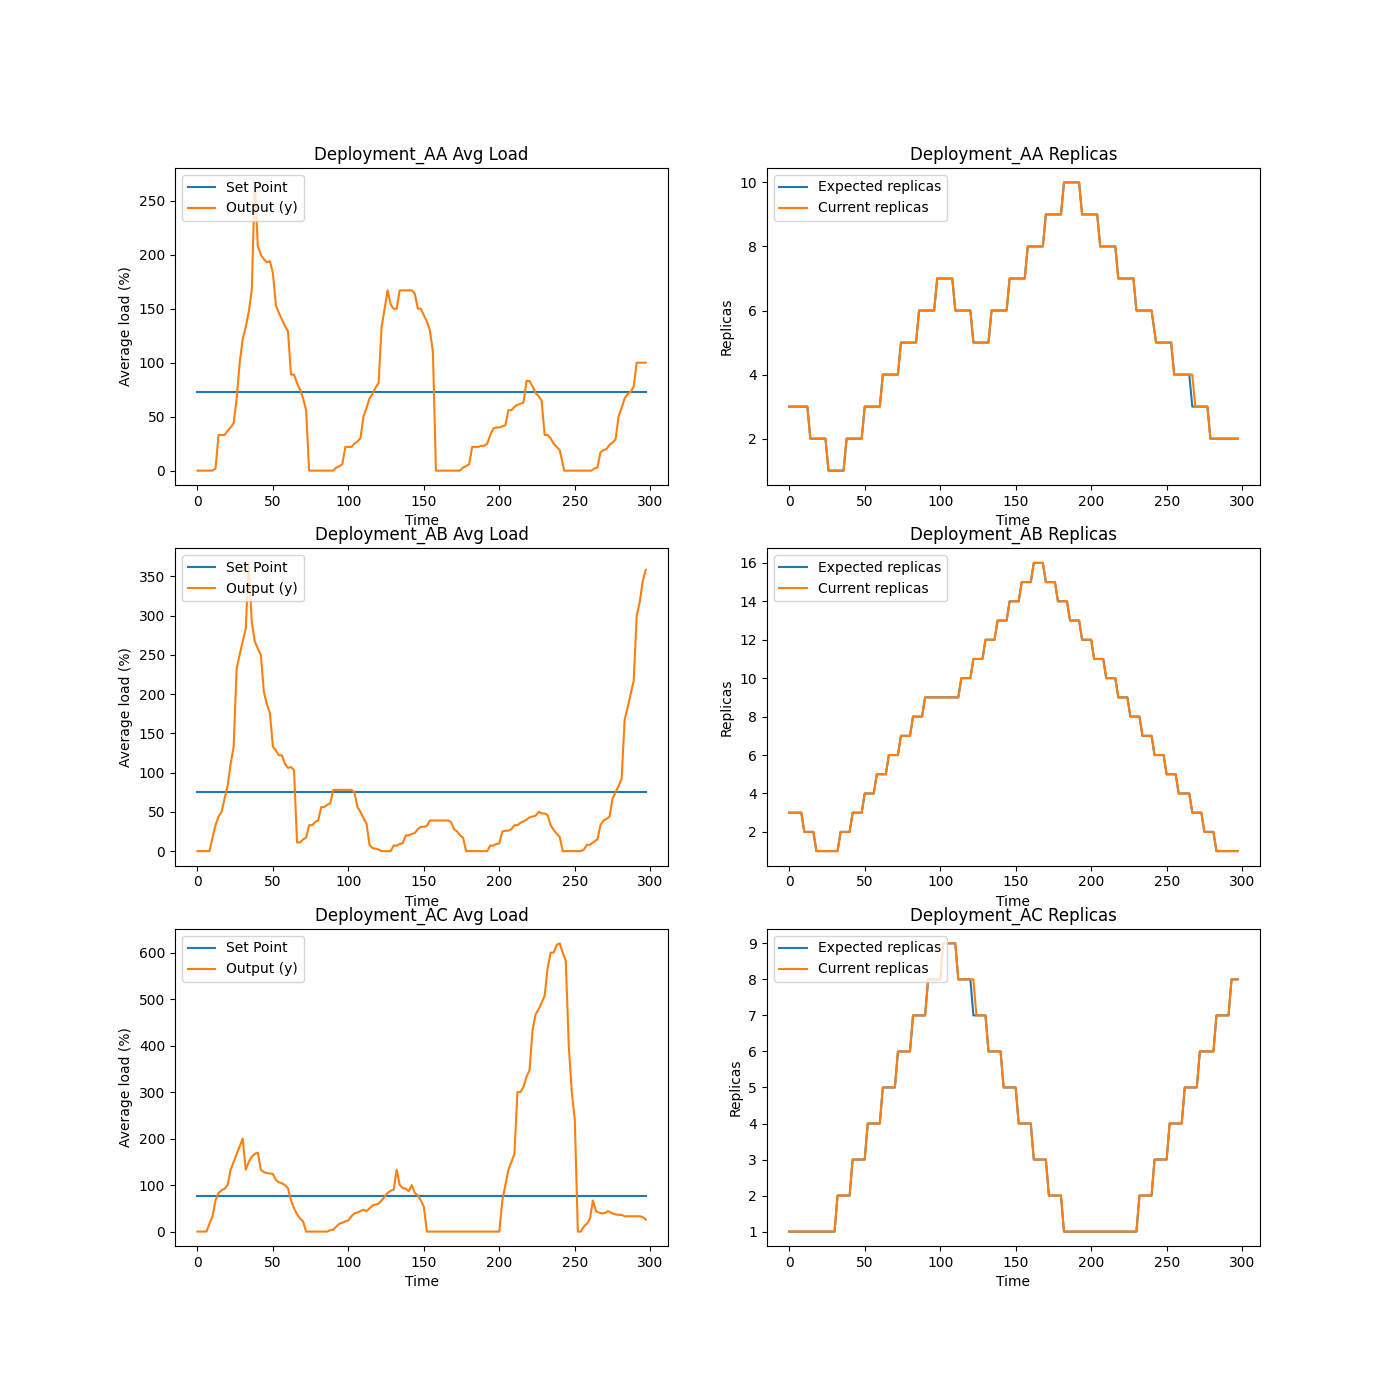 Deployment_AA Avg Load
Set Point
Output (y)
Average load (%)
250
200
150
100
50
0
0 50 100 150 200 250 300
Time
Deployment_AA Replicas
Expected replicas
Current replicas
Replicas
10
8
6
4
2
0 50 100 150 200 250 300
Time
Deployment_AB Avg Load
Set Point
Output (y)
Average load (%)
350
300
250
200
150
100
50
0
0 50 100 150 200 250 300
Time
Deployment_AB Replicas
Expected replicas
Current replicas
Replicas
16
14
12
10
8
6
4
2
0 50 100 150 200 250 300
Time
Deployment_AC Avg Load
Set Point
Output (y)
Average load (%)
600
500
400
300
200
100
0
0 50 100 150 200 250 300
Time
Deployment_AC Replicas
Expected replicas
Current replicas
Replicas
9
8
7
6
5
4
3
2
1
0 50 100 150 200 250 300
Time